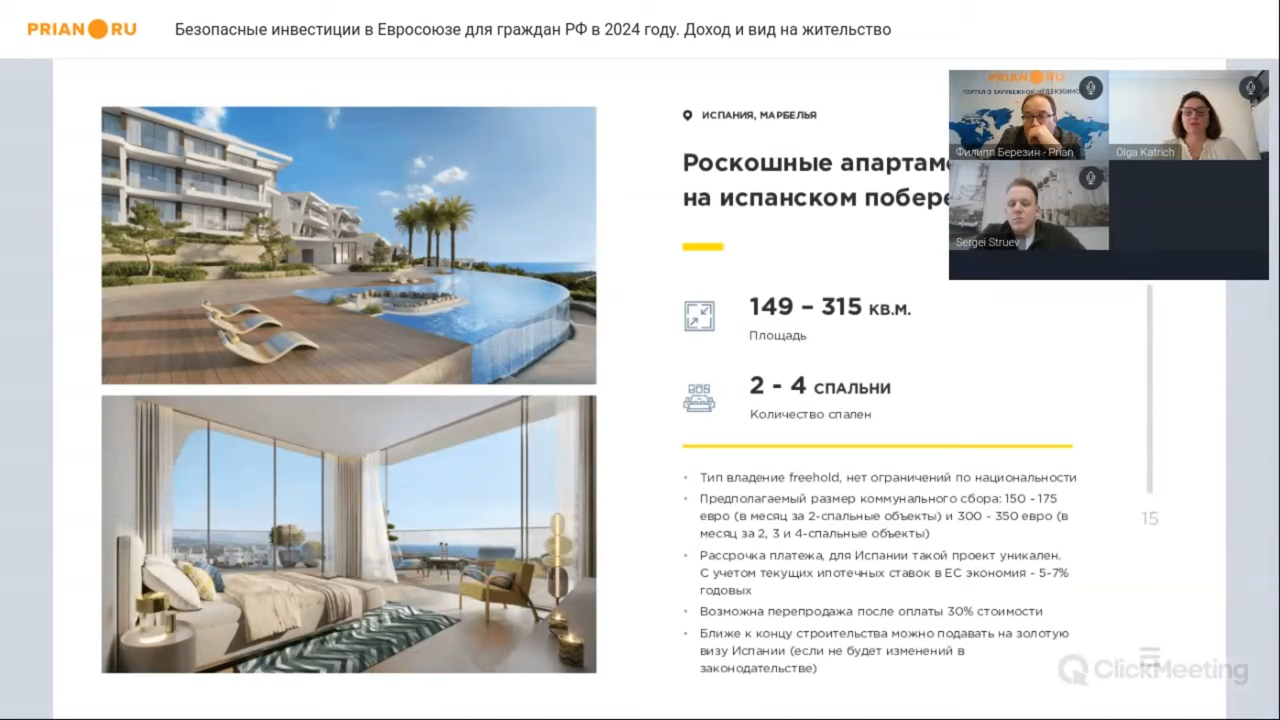 PRIAN RU
Безопасные инвестиции в Евросоюзе для граждан РФ в 2024 году. Доход и вид на жительство
PRIAN RU
ПОРТАЛ О ЗАРУБЕЖНОЙ НЕДВИЖИМО
Филипп Березин - Prian
Olga Katrich
Sergei Struev
ИСПАНИЯ, МАРБЕЛЬЯ
Роскошные апартаме
на испанском побере
149 – 315 КВ.М.
Площадь
2 - 4 СПАЛЬНИ
Количество спален
• Тип владение freehold, нет ограничений по национальности
• Предполагаемый размер коммунального сбора: 150 - 175
евро (в месяц за 2-спальные объекты) и 300 - 350 евро (в
месяц за 2, 3 и 4-спальные объекты)
• Рассрочка платежа, для Испании такой проект уникален.
С учетом текущих ипотечных ставок в ЕС экономия - 5-7%
годовых
• Возможна перепродажа после оплаты 30% стоимости
• Ближе к концу строительства можно подавать на золотую
визу Испании (если не будет изменений в
законодательстве)
15
ClickMeeting